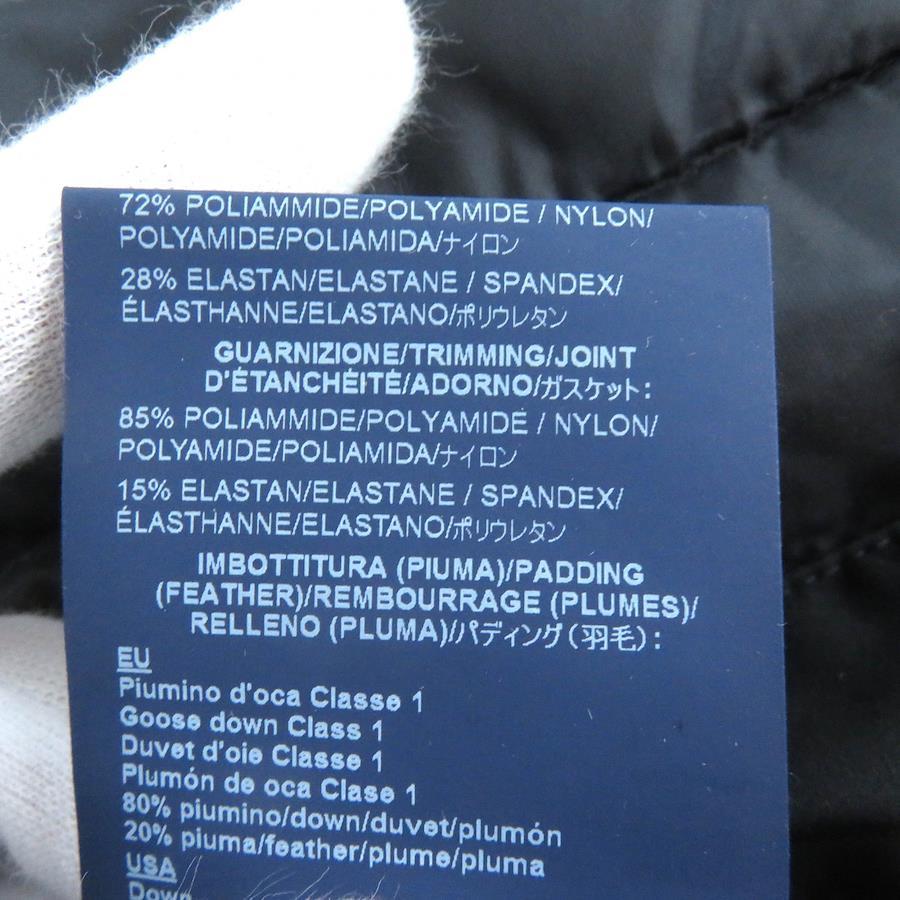 72% POLIAMMIDE/POLYAMIDE / NYLON/
POLYAMIDE/POLIAMIDA/ナイロン
28% ELASTAN/ELASTANE / SPANDEX/
ÉLASTHANNE/ELASTANO/ポリウレタン
GUARNIZIONE/TRIMMING/JOINT
D'ÉTANCHÉITÉ/ADORNO/ガスケット:
85% POLIAMMIDE/POLYAMIDE / NYLON/
POLYAMIDE/POLIAMIDA/ナイロン
15% ELASTAN/ELASTANE / SPANDEX/
ÉLASTHANNE/ELASTANO/ポリウレタン
IMBOTTITURA (PIUMA)/PADDING
(FEATHER)/REMBOURRAGE (PLUMES)/
RELLENO (PLUMA)/パディング(羽毛):
EU
Piumino d'oca Classe 1
Goose down Class 1
Duvet d'oie Classe 1
Plumón de oca Clase 1
80% piumino/down/duvet/plumón
20% piuma/feather/plume/pluma
USA
Down